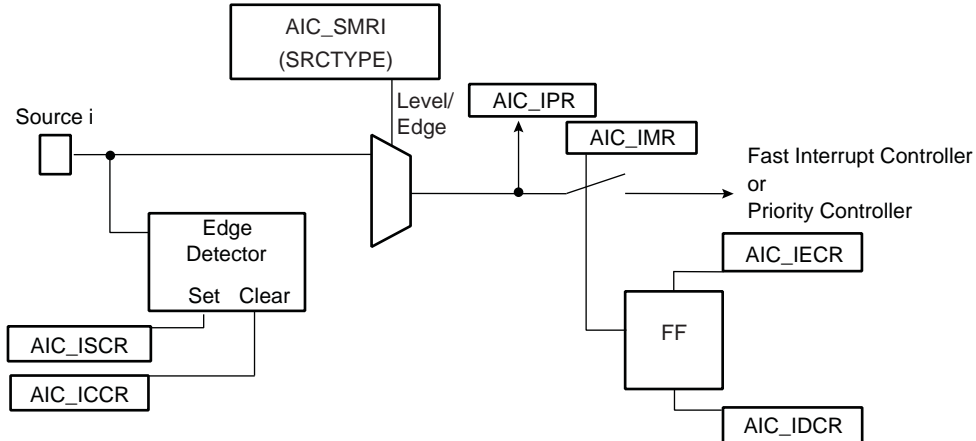 AIC_SMRI
(SRCTYPE)
Level/
Edge
AIC_IPR
Source i
AIC_IMR
Fast Interrupt Controller
or
Priority Controller
Edge
Detector
Set Clear
AIC_IECR
FF
AIC_ISCR
AIC_ICCR
AIC_IDCR